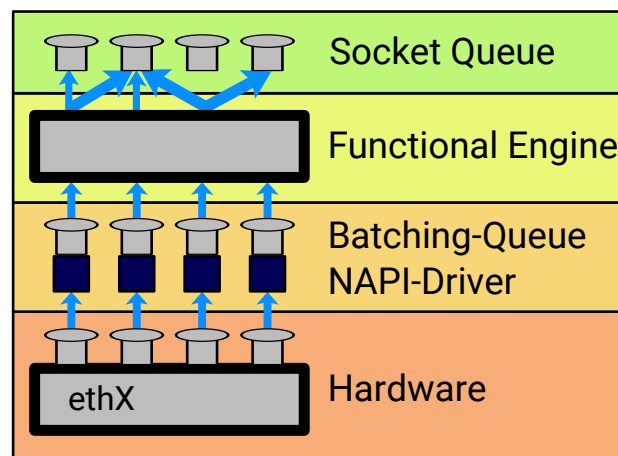 Socket Queue
Functional Engine
Batching-Queue
NAPI-Driver
ethX
Hardware